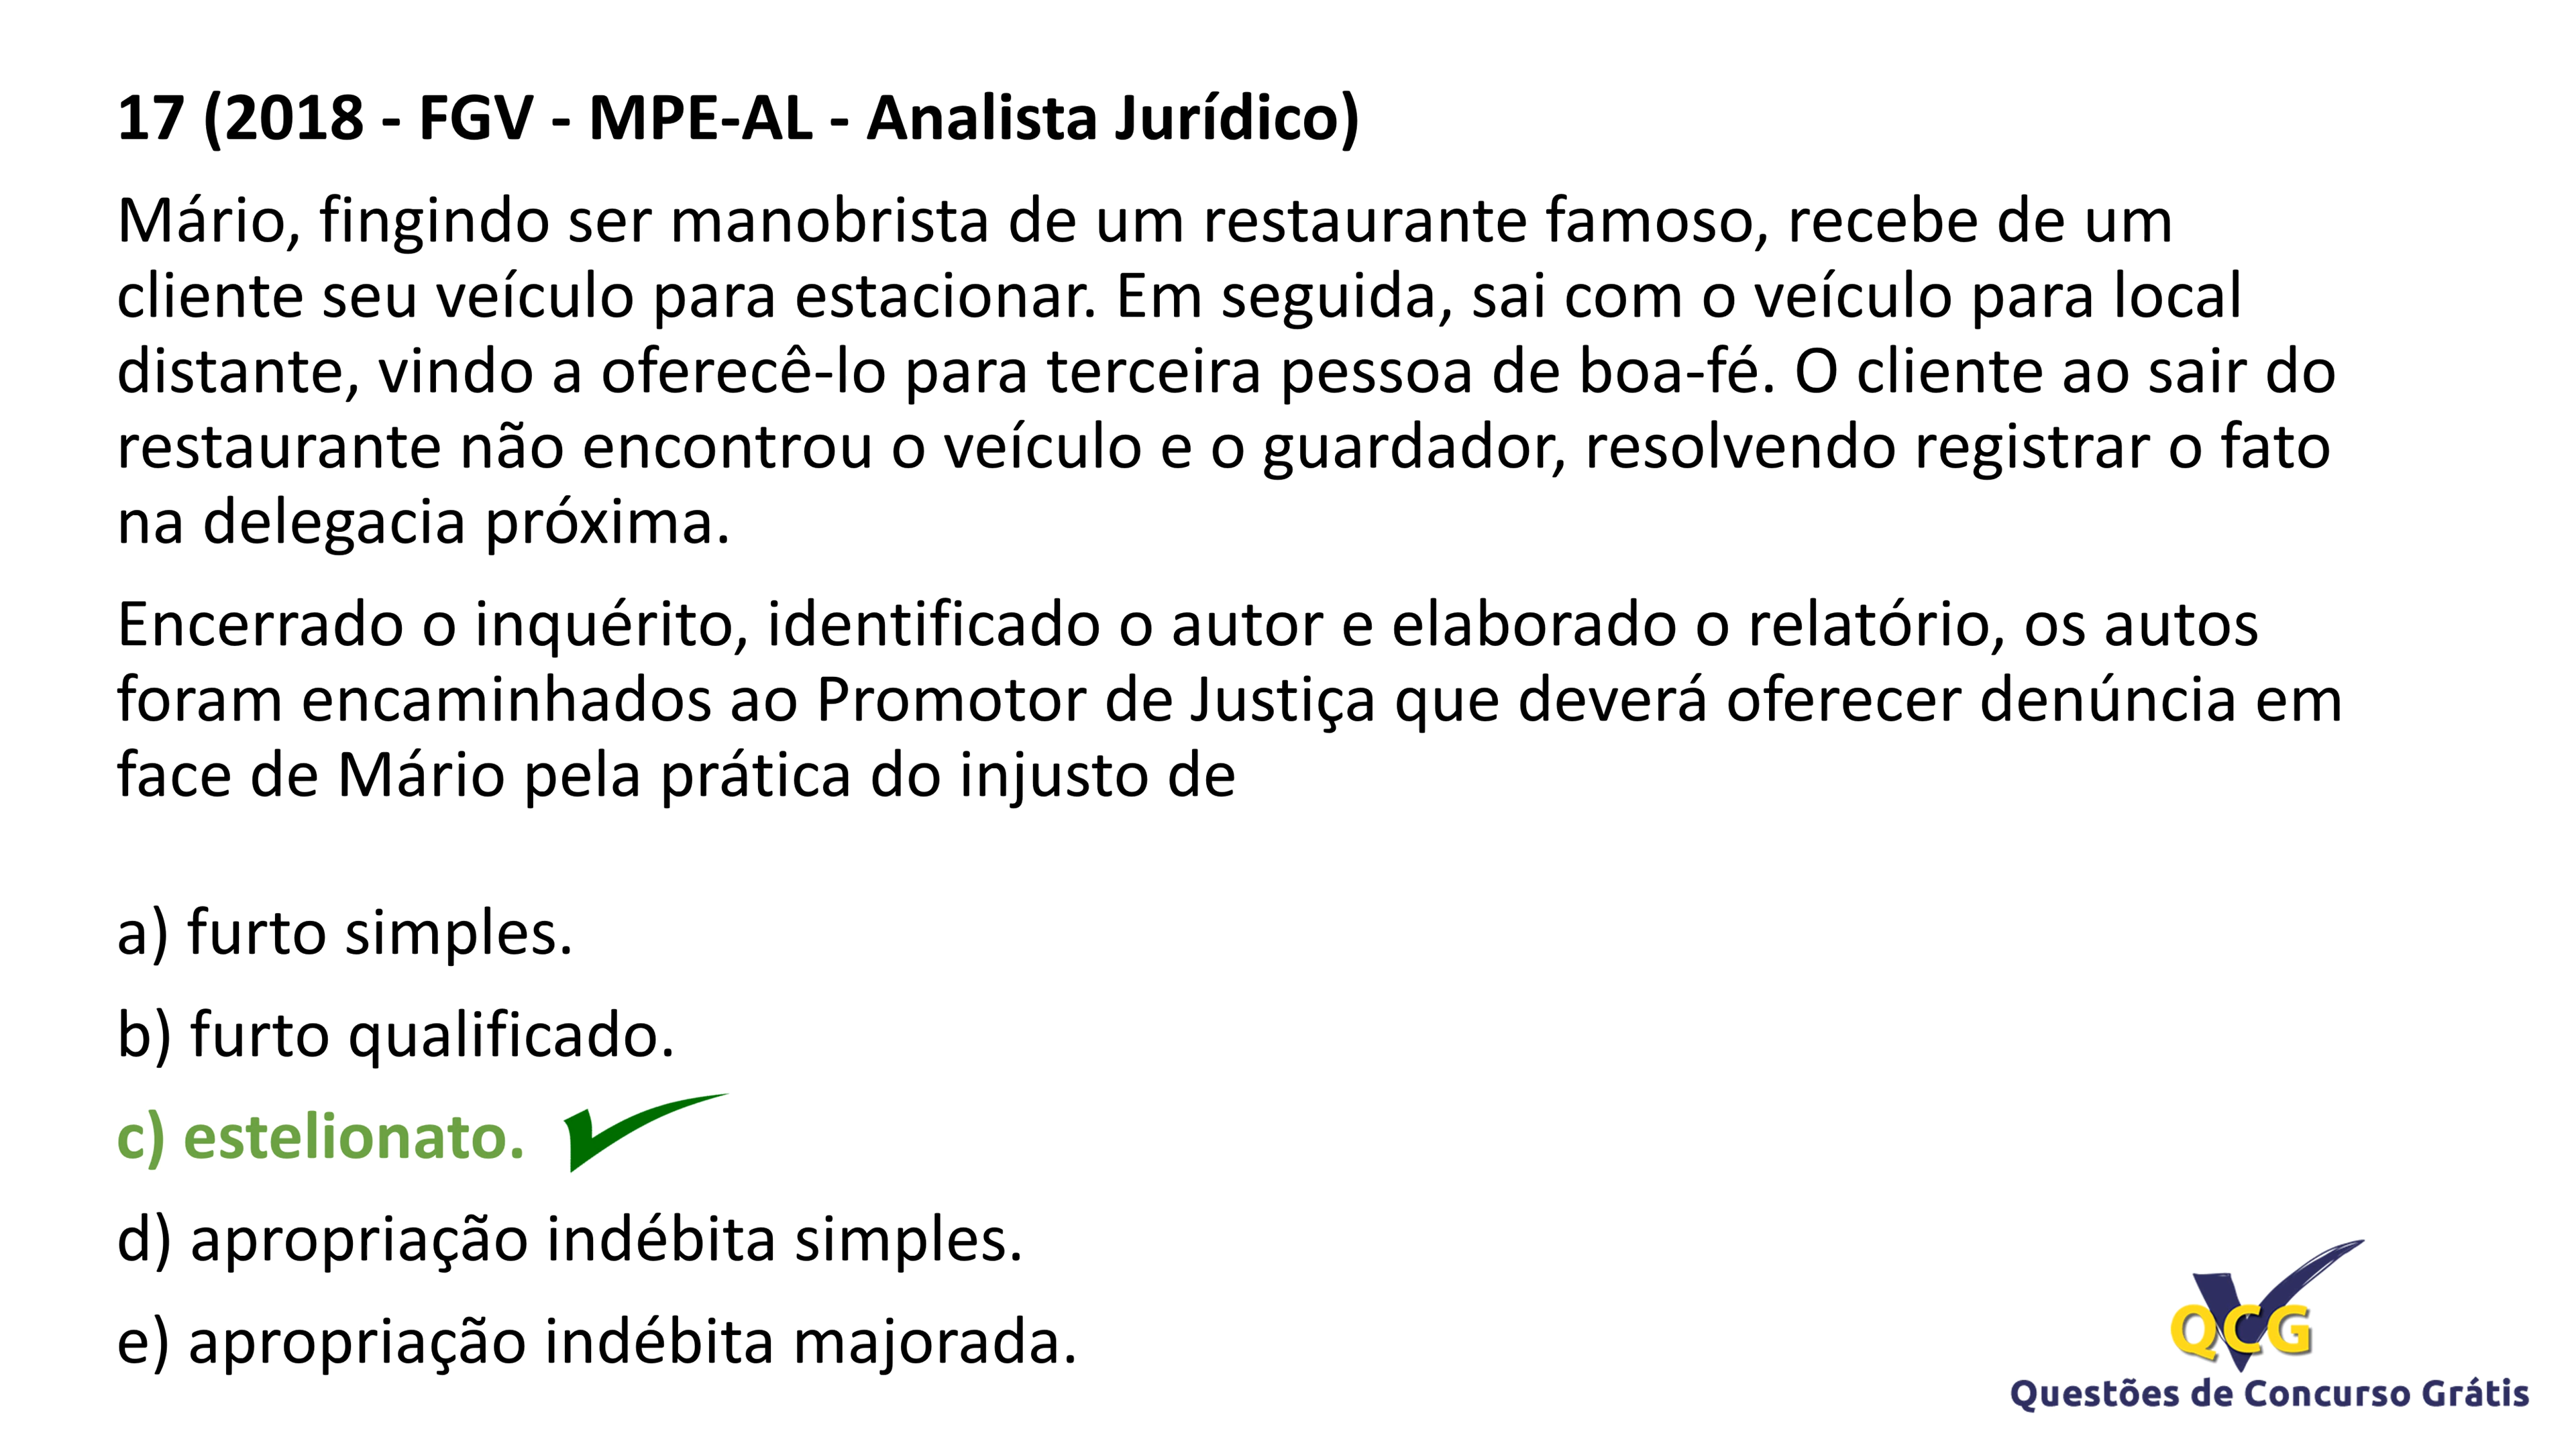 17 (2018 - FGV - MPE-AL - Analista Jurídico)
Mário, fingindo ser manobrista de um restaurante famoso, recebe de um
cliente seu veículo para estacionar. Em seguida, sai com o veículo para local
distante, vindo a oferecê-lo para terceira pessoa de boa-fé. O cliente ao sair do
restaurante não encontrou o veículo e o guardador, resolvendo registrar o fato
na delegacia próxima.
Encerrado o inquérito, identificado o autor e elaborado o relatório, os autos
foram encaminhados ao Promotor de Justiça que deverá oferecer denúncia em
face de Mário pela prática do injusto de
a) furto simples.
b) furto qualificado.
c) estelionato.
d) apropriação indébita simples.
e) apropriação indébita majorada.
QCG
Questões de Concurso Grátis